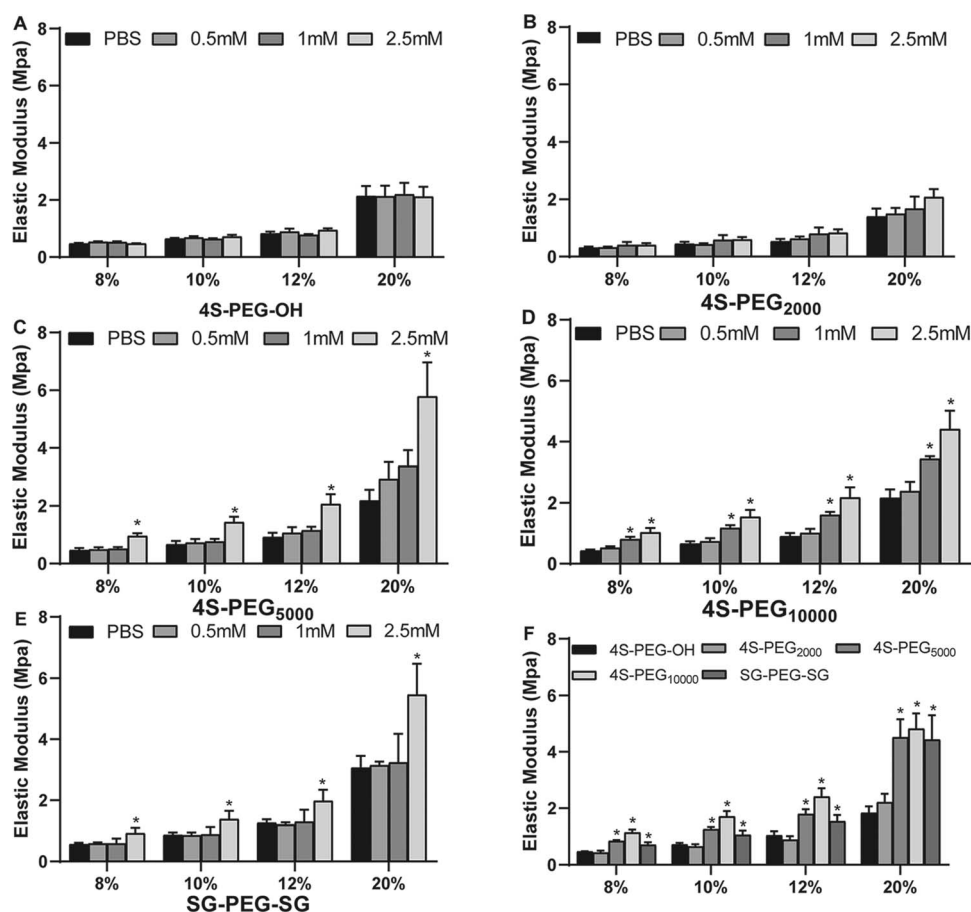 A
Elastic Modulus (Mpa)
8
6
4
2
0
PBS 0.5mM 1mM 2.5mM
8% 10% 12% 20%
4S-PEG-OH
B
Elastic Modulus (Mpa)
8
6
4
2
0
PBS 0.5mM 1mM 2.5mM
8% 10% 12% 20%
4S-PEG2000
C
Elastic Modulus (Mpa)
8
6
4
2
0
PBS 0.5mM 1mM 2.5mM
* * * *
8% 10% 12% 20%
4S-PEG5000
D
Elastic Modulus (Mpa)
8
6
4
2
0
PBS 0.5mM 1mM 2.5mM
* * * * * * * *
8% 10% 12% 20%
4S-PEG10000
E
Elastic Modulus (Mpa)
8
6
4
2
0
PBS 0.5mM 1mM 2.5mM
* * * *
8% 10% 12% 20%
SG-PEG-SG
F
Elastic Modulus (Mpa)
8
6
4
2
0
4S-PEG-OH 4S-PEG2000 4S-PEG5000
4S-PEG10000 SG-PEG-SG
* * * * * * * * * * * *
8% 10% 12% 20%